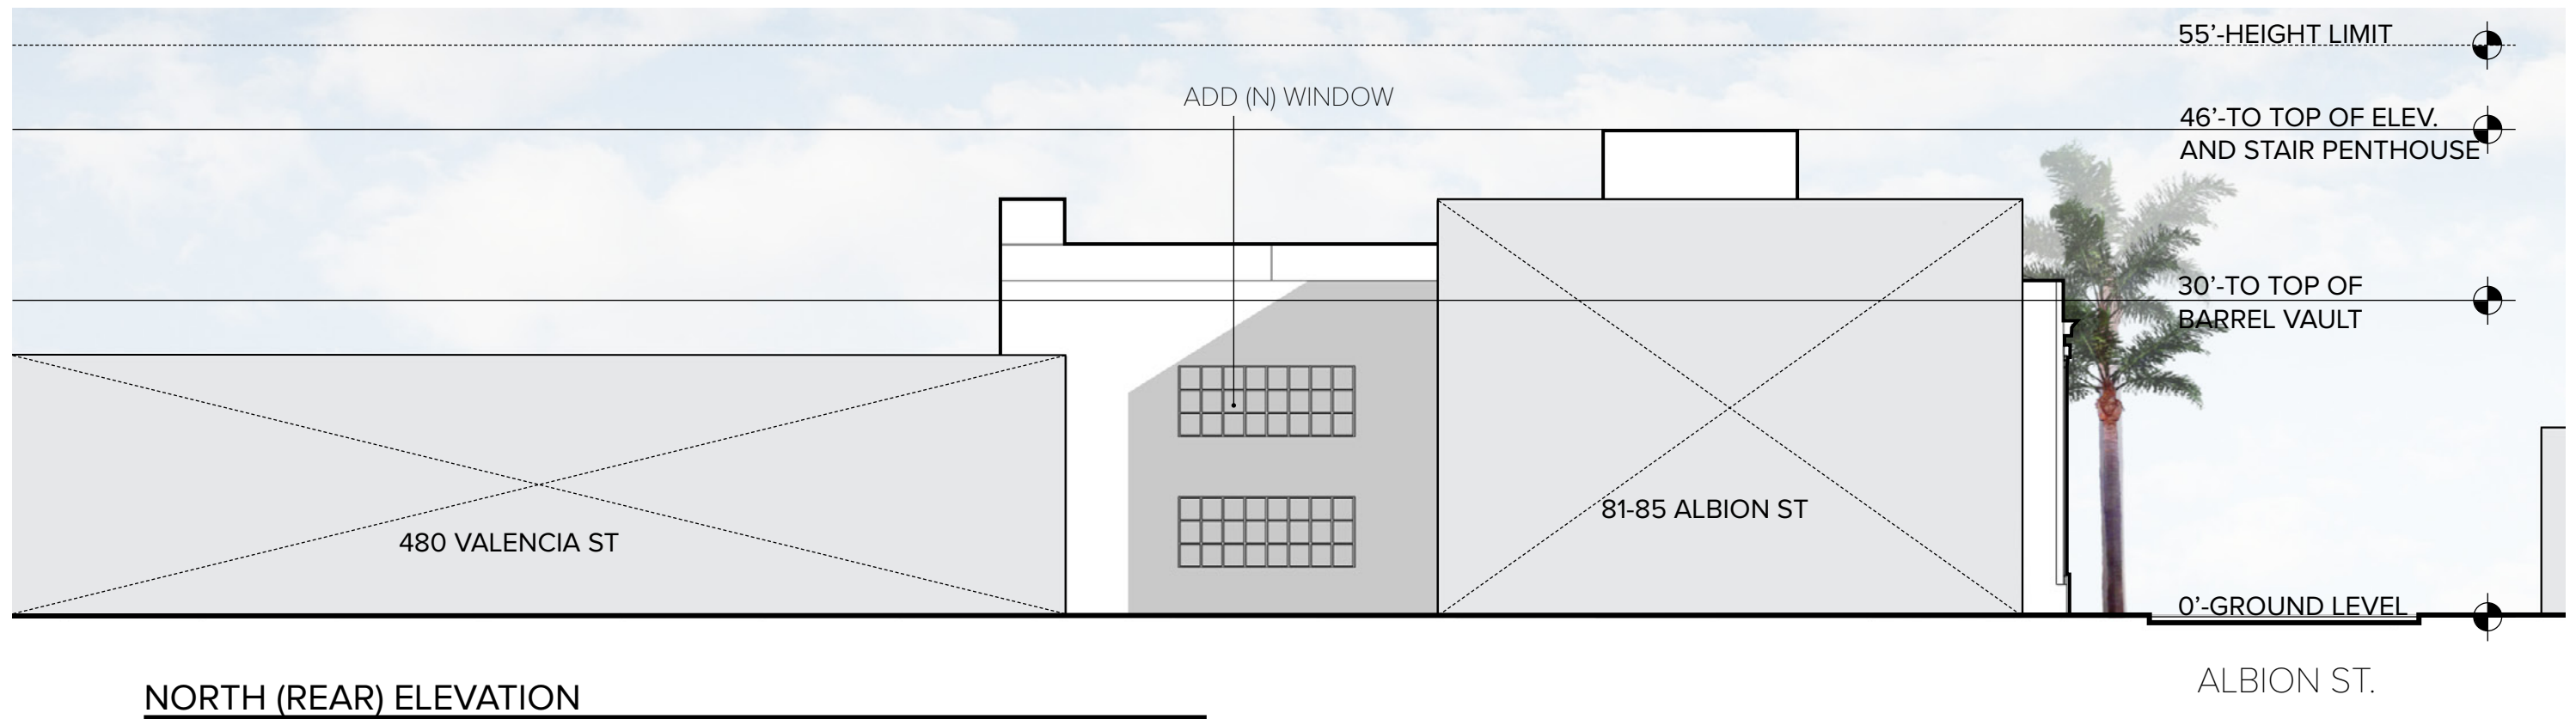 55’-HEIGHT LIMIT
ADD (N) WINDOW
46’-TO TOP OF ELEV.
AND STAIR PENTHOUSE
30’-TO TOP OF
BARREL VAULT
480 VALENCIA ST
81-85 ALBION ST
0’-GROUND LEVEL
ALBION ST.
NORTH (REAR) ELEVATION